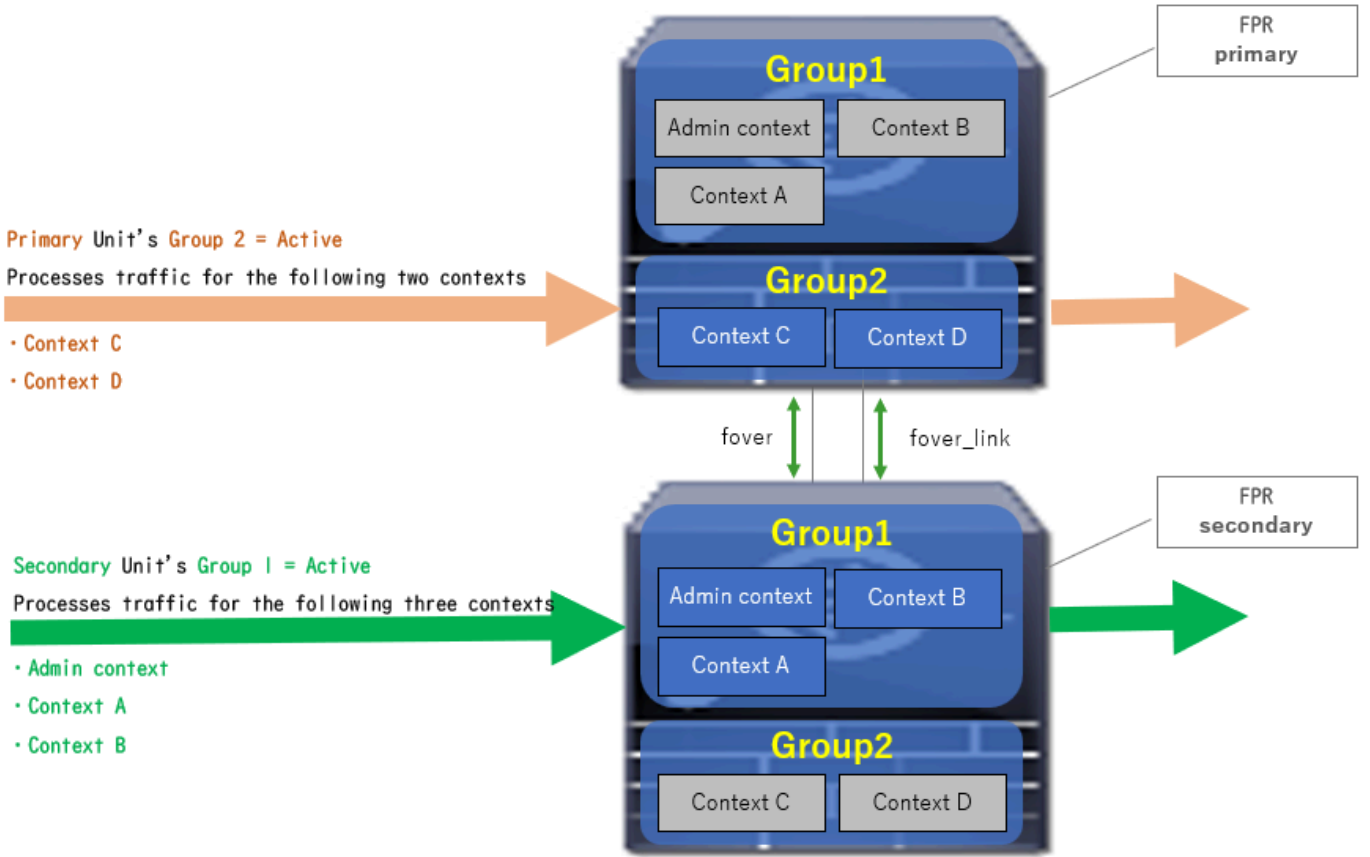 FPR
primary
Group1
Admin context
Context B
Context A
Primary Unit's Group 2 = Active
Processes traffic for the following two contexts
・Context C
・Context D
Group2
Context C
Context D
fover
fover_link
FPR
secondary
Group1
Admin context
Context B
Context A
Secondary Unit's Group 1 = Active
Processes traffic for the following three contexts
・Admin context
・Context A
・Context B
Group2
Context C
Context D